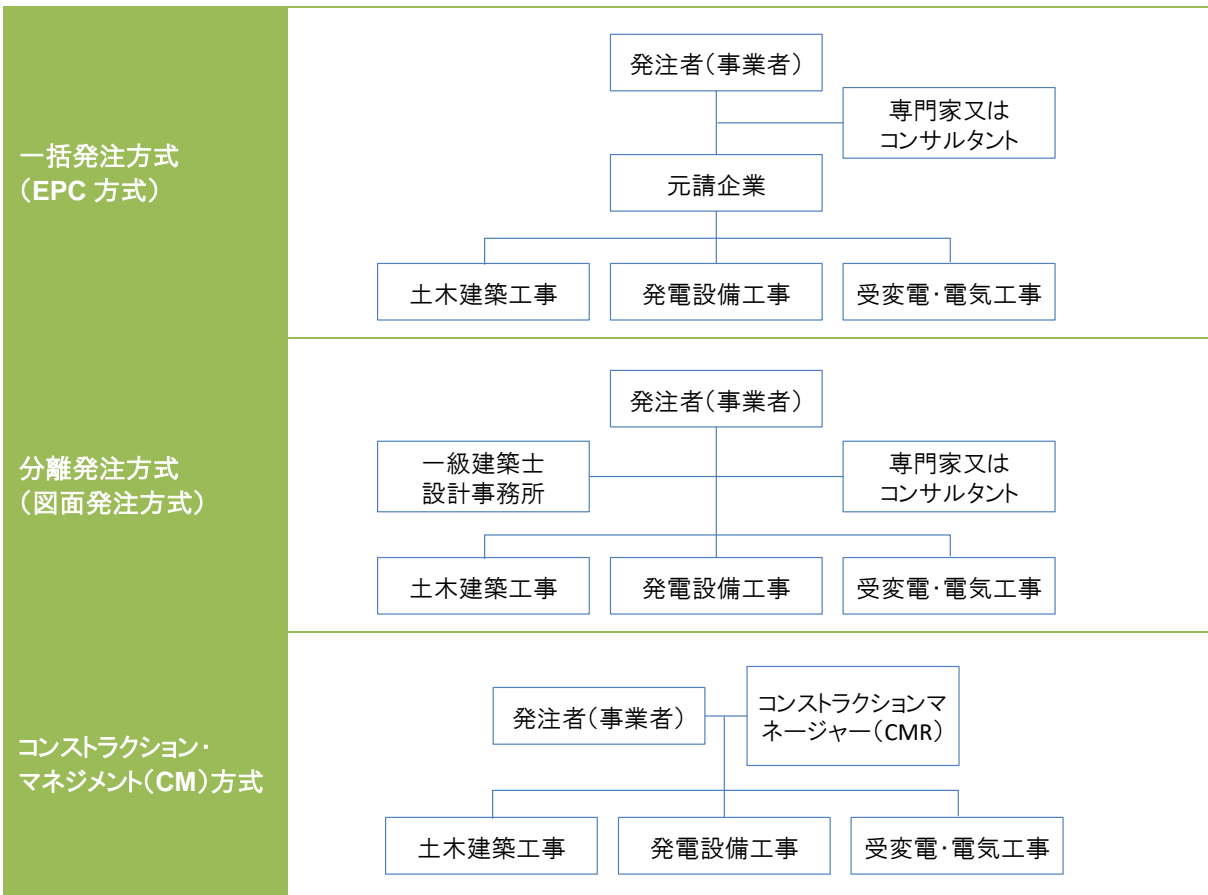 一括発注方式
（EPC 方式）
発注者（事業者）
専門家又は
コンサルタント
元請企業
土木建築工事
発電設備工事
受変電・電気工事
分離発注方式
（図面発注方式）
発注者（事業者）
一級建築士
設計事務所
専門家又は
コンサルタント
土木建築工事
発電設備工事
受変電・電気工事
コンストラクション・
マネジメント（CM）方式
発注者（事業者）
コンストラクションマ
ネージャー（CMR）
土木建築工事
発電設備工事
受変電・電気工事